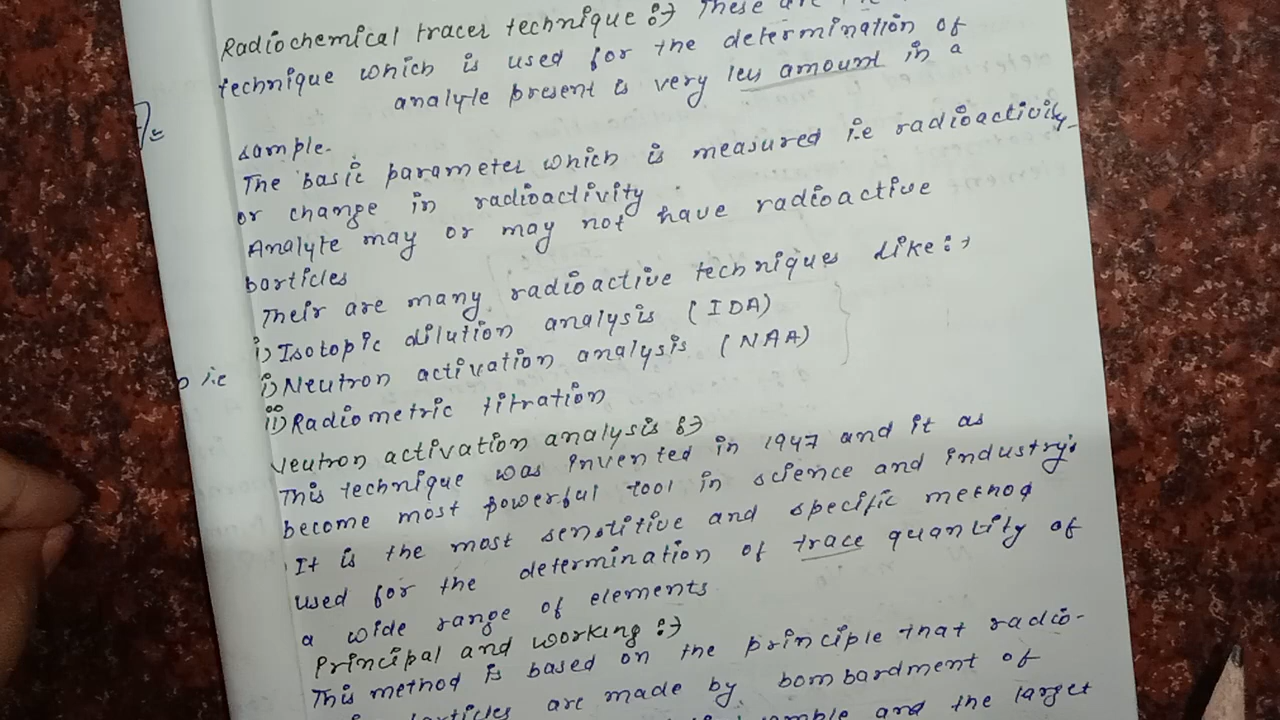 Radiochemical tracer technique :→ These are
technique which is used for the determination of
analyte present is very less amount in a
sample.
The basic parameter which is measured i.e radioactivity
or change in radioactivity.
Analyte may or may not have radioactive
particles
Their are many radioactive techniques like :→
i) Isotopic dilution analysis (IDA)
i.e
i) Neutron activation analysis (NAA)
ii) Radiometric titration
Neutron activation analysis :→
This technique was invented in 1947 and it as
become most powerful tool in science and industry.
It is the most senstitive and specific method
used for the determination of trace quantity of
a wide range of elements
Principal and working :→
This method is based on the principle that radio-
particles are made by bombardment of
sample and the target